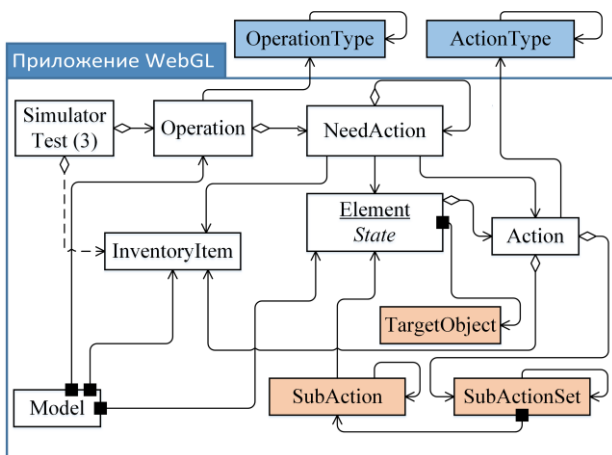 OperationType
ActionType
Приложение WebGL
Simulator
Test (3)
Operation
NeedAction
Element
State
Action
InventoryItem
TargetObject
Model
SubAction
SubActionSet